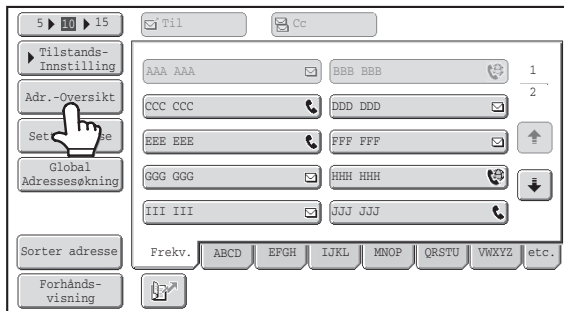 5 10 15
Til
Cc
Tilstands-
Innstilling
Adr.-Oversikt
Global
Adressesøkning
Sorter adresse
Forhånds-
visning
AAA AAA
BBB BBB
CCC CCC
DDD DDD
EEE EEE
FFF FFF
GGG GGG
HHH HHH
III III
JJJ JJJ
1
2
Frekv.
ABCD
EFGH
IJKL
MNOP
QRSTU
VWXYZ
etc.